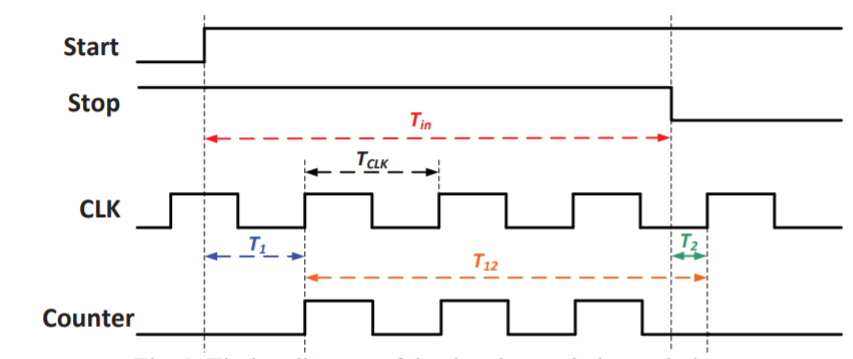 Start
Stop
T_in
T_CLK
CLK
T_1
T_2
T_12
Counter